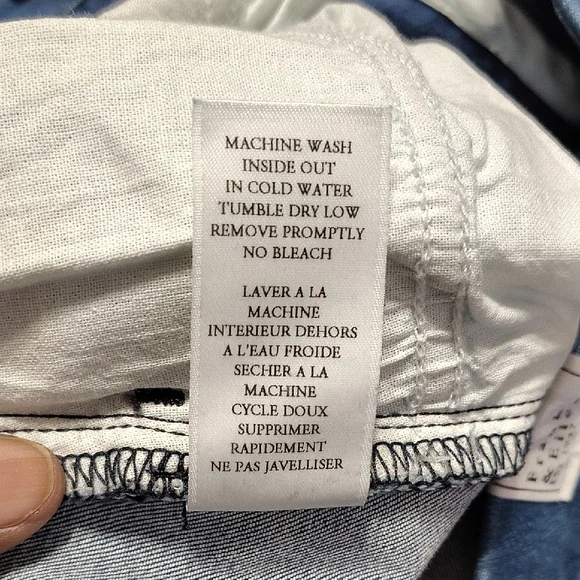 MACHINE WASH
INSIDE OUT
IN COLD WATER
TUMBLE DRY LOW
REMOVE PROMPTLY
NO BLEACH
LAVER A LA
MACHINE
INTERIEUR DEHORS
A L'EAU FROIDE
SECHER A LA
MACHINE
CYCLE DOUX
SUPPRIMER
RAPIDEMENT
NE PAS JAVELLISER